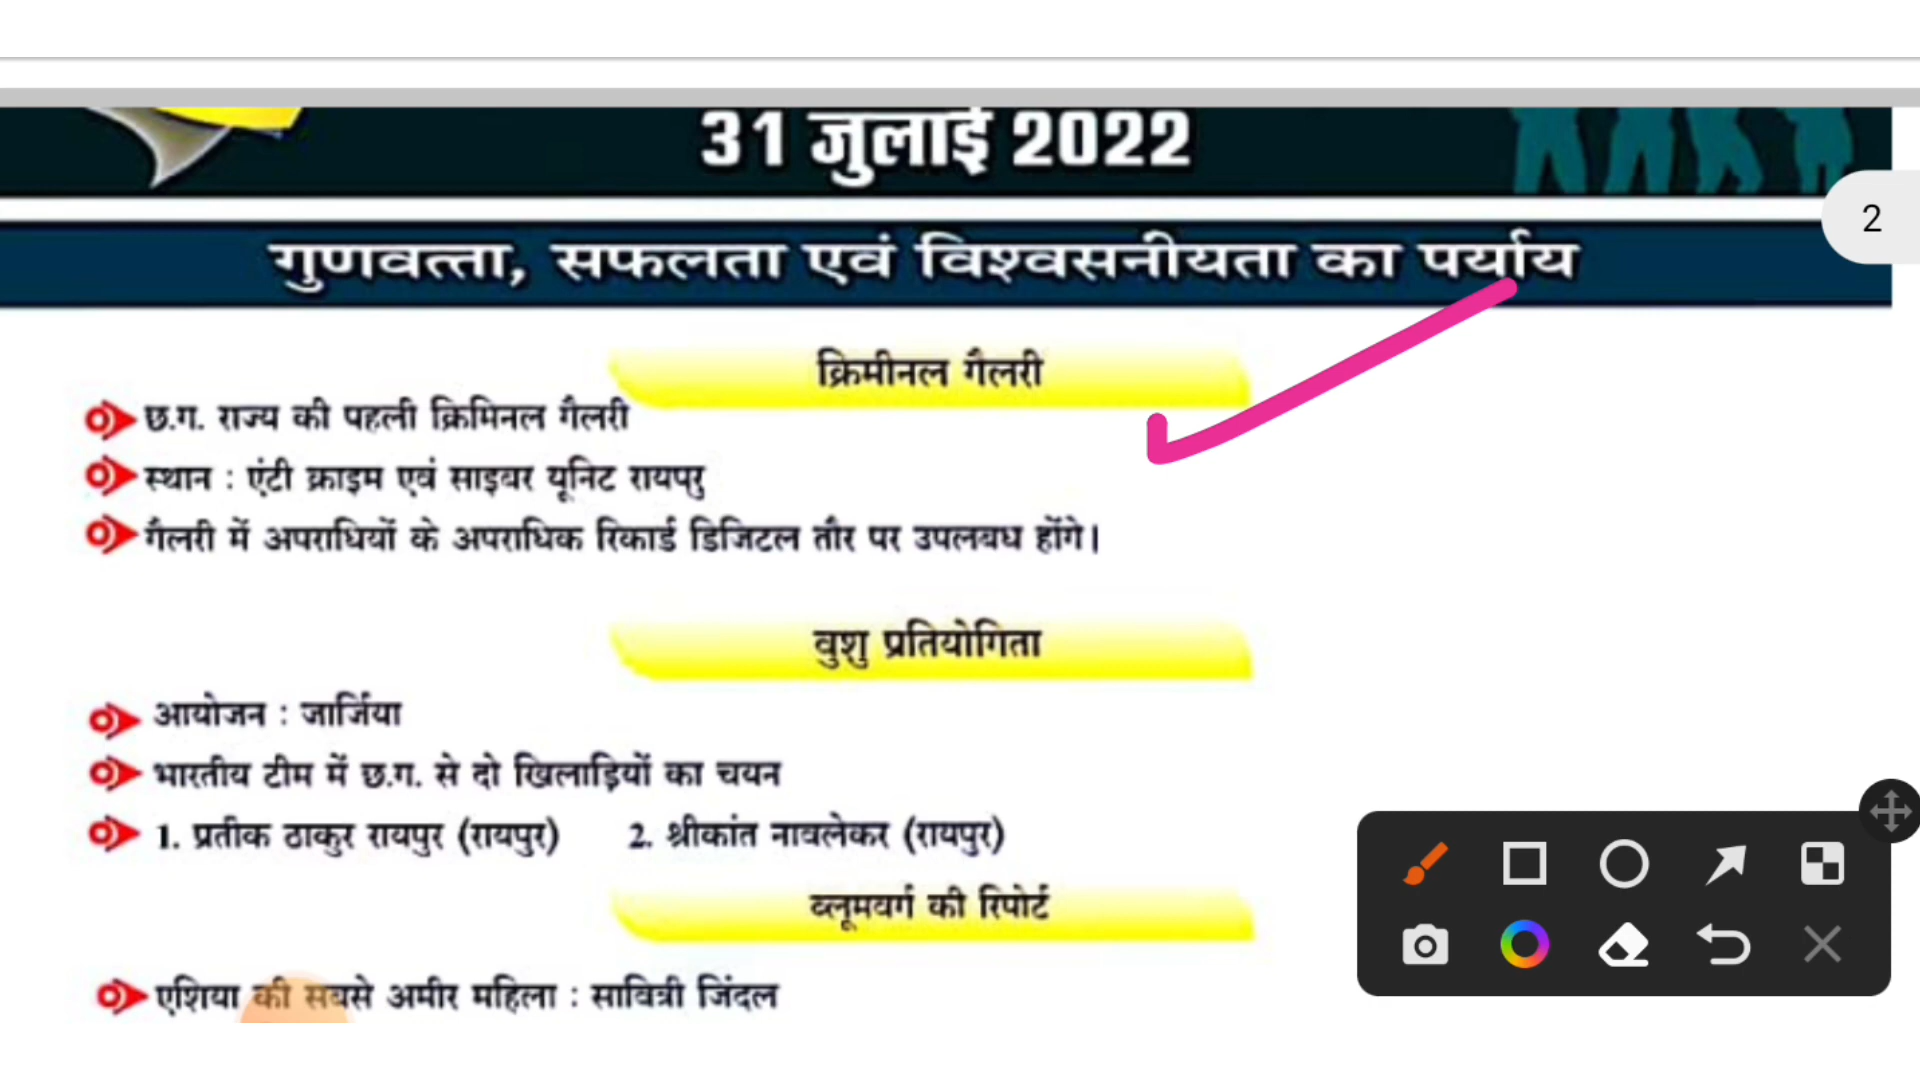 31 जुलाई 2022
2
गुणवत्ता, सफलता एवं विश्वसनीयता का पर्याय
क्रिमीनल गैलरी
छ.ग. राज्य की पहली क्रिमिनल गैलरी
स्थान : एंटी क्राइम एवं साइबर यूनिट रायपुर
गैलरी में अपराधियों के अपराधिक रिकार्ड डिजिटल तौर पर उपलबध होंगे।
वुशु प्रतियोगिता
आयोजन : जार्जिया
भारतीय टीम में छ.ग. से दो खिलाड़ियों का चयन
1. प्रतीक ठाकुर रायपुर (रायपुर) 2. श्रीकांत नावलेकर (रायपुर)
ब्लूमवर्ग की रिपोर्ट
एशिया की सबसे अमीर महिला : सावित्री जिंदल